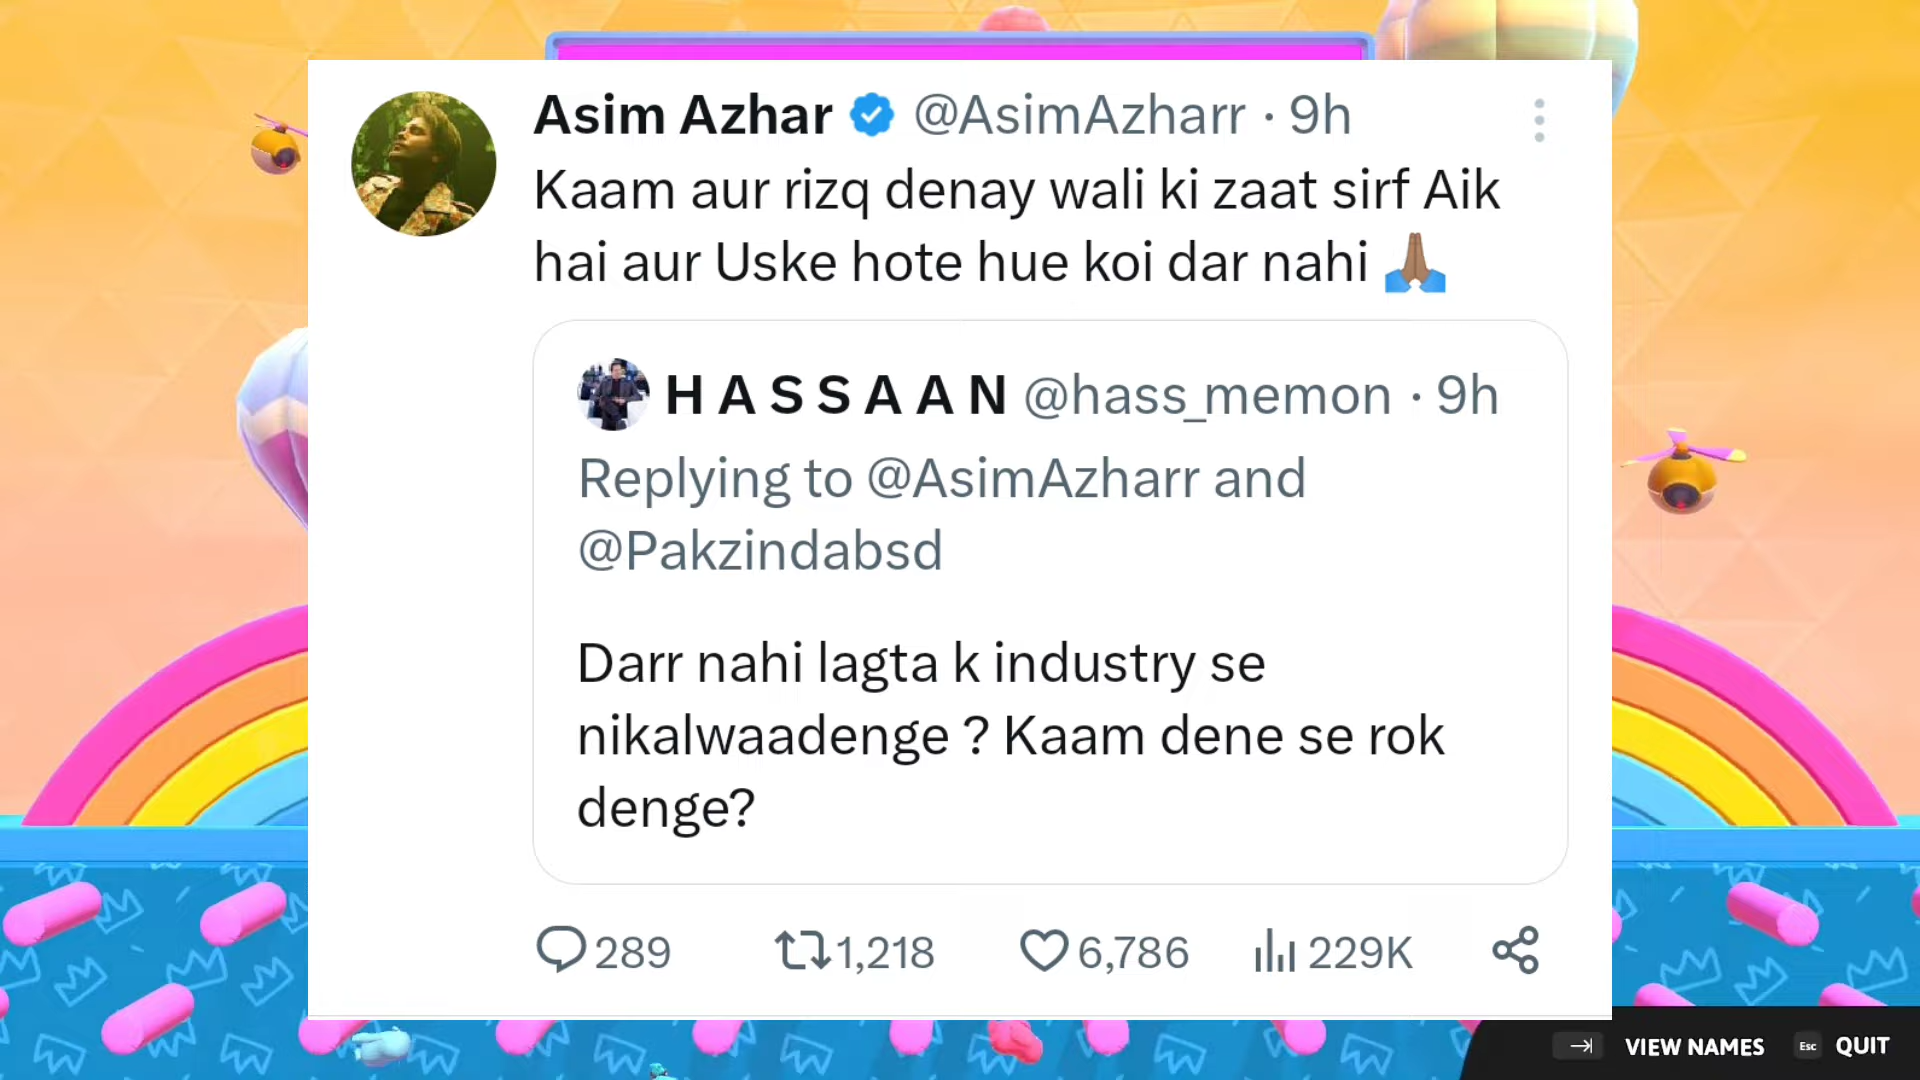 Asim Azhar @AsimAzharr · 9h
Kaam aur rizq denay wali ki zaat sirf Aik
hai aur Uske hote hue koi dar nahi 🙏🏽
H A S S A A N @hass_memon · 9h
Replying to @AsimAzharr and
@Pakzindabsd
Darr nahi lagta k industry se
nikalwaadenge ? Kaam dene se rok
denge?
289 1,218 6,786 229K
VIEW NAMES Esc QUIT